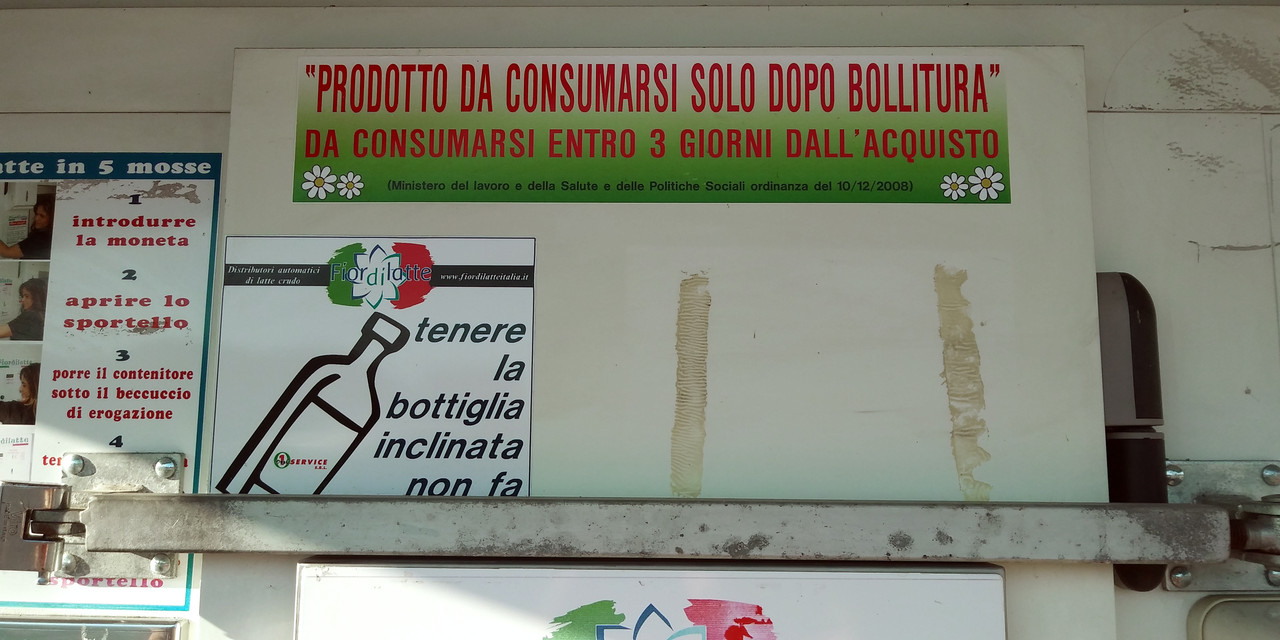 "PRODOTTO DA CONSUMARSI SOLO DOPO BOLLITURA"
DA CONSUMARSI ENTRO 3 GIORNI DALL'ACQUISTO
(Ministero del lavoro e della Salute e delle Politiche Sociali ordinanza del 10/12/2008)
atte in 5 mosse
1
introdurre
la moneta
2
aprire lo
sportello
3
porre il contenitore
sotto il beccuccio
di erogazione
4
ter
sportello
Distributori automatici
di latte crudo
Fiordilatte
www.fiordilatteitalia.it
tenere
la
bottiglia
inclinata
non fa
SERVICE
S.R.L.